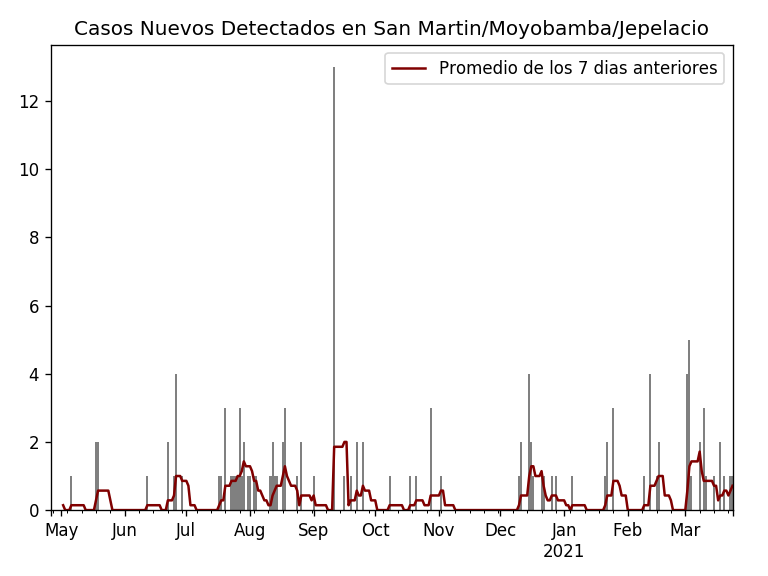 Casos Nuevos Detectados en San Martin/Moyobamba/Jepelacio
Promedio de los 7 dias anteriores
12
10
8
6
4
2
0
May Jun Jul Aug Sep Oct Nov Dec Jan Feb Mar
2021